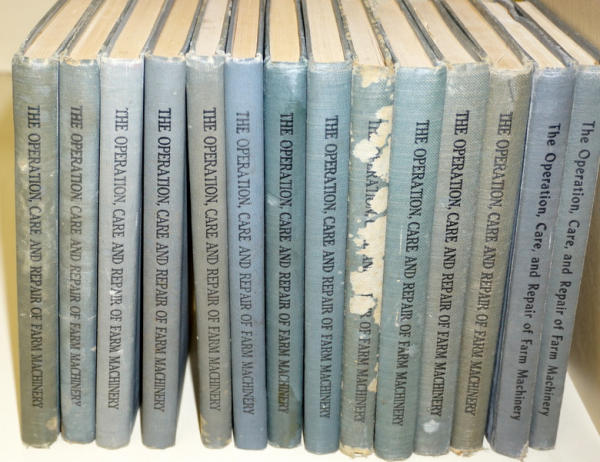 THE OPERATION, CARE AND REPAIR OF FARM MACHINERY
THE OPERATION, CARE AND REPAIR OF FARM MACHINERY
THE OPERATION, CARE AND REPAIR OF FARM MACHINERY
THE OPERATION, CARE AND REPAIR OF FARM MACHINERY
THE OPERATION, CARE AND REPAIR OF FARM MACHINERY
THE OPERATION, CARE AND REPAIR OF FARM MACHINERY
THE OPERATION, CARE AND REPAIR OF FARM MACHINERY
THE OPERATION, CARE AND REPAIR OF FARM MACHINERY
OF FARM MACHINERY
THE OPERATION, CARE AND REPAIR OF FARM MACHINERY
THE OPERATION, CARE AND REPAIR OF FARM MACHINERY
THE OPERATION, CARE AND REPAIR OF FARM MACHINERY
The Operation, Care, and Repair of Farm Machinery
The Operation, Care, and Repair of Farm Machinery